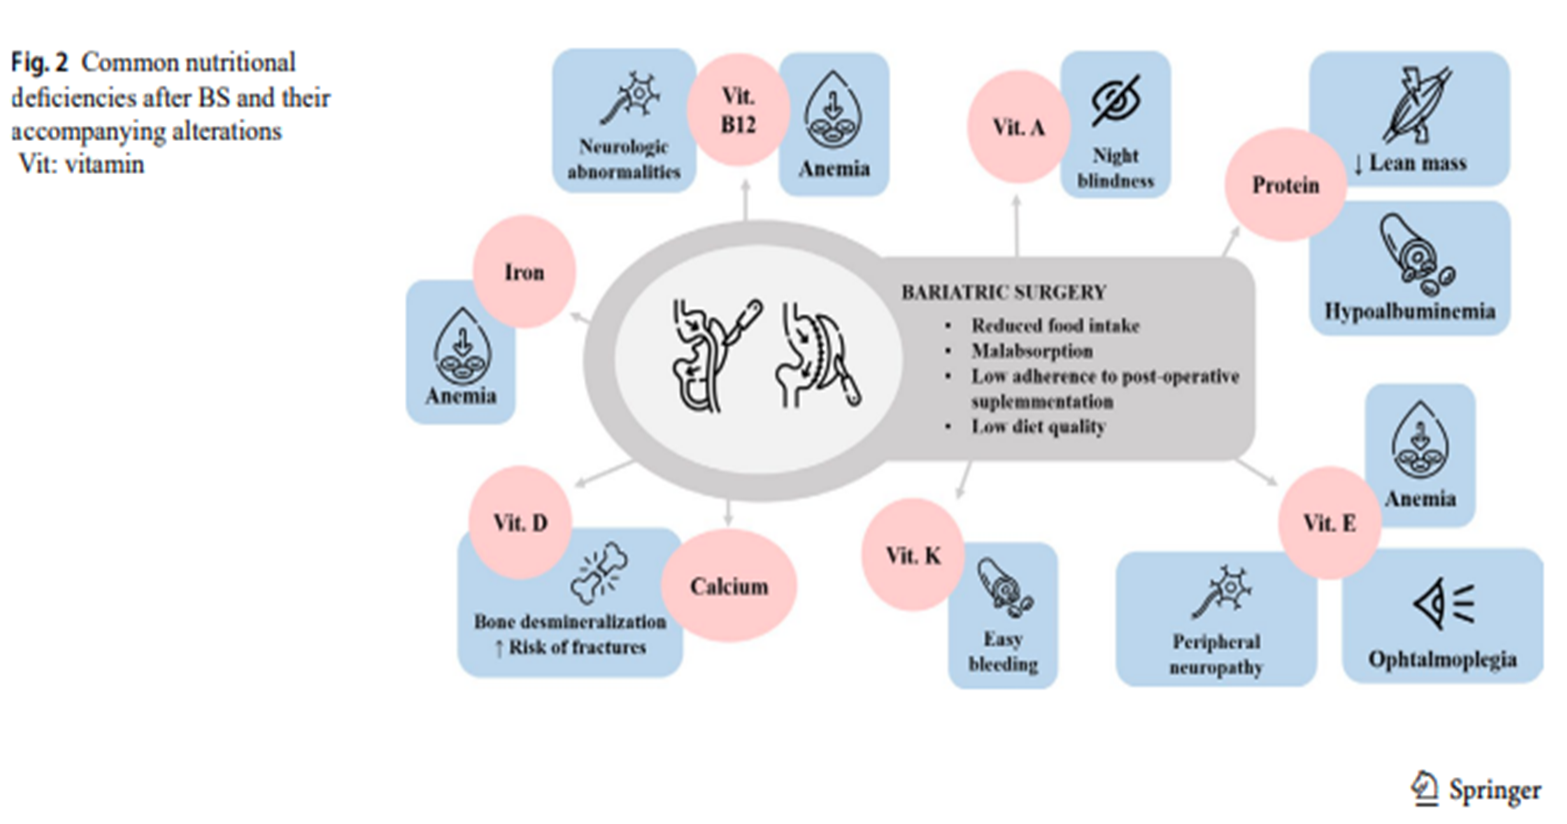 Fig. 2 Common nutritional
deficiencies after BS and their
accompanying alterations
Vit: vitamin
Neurologic
abnormalities
Vit.
B12
Anemia
Vit. A
Night
blindness
Protein
↓ Lean mass
Hypoalbuminemia
Iron
Anemia
BARIATRIC SURGERY
• Reduced food intake
• Malabsorption
• Low adherence to post-operative
suplemmentation
• Low diet quality
Vit. D
Bone desmineralization
↑ Risk of fractures
Calcium
Vit. K
Easy
bleeding
Vit. E
Anemia
Peripheral
neuropathy
Ophtalmoplegia
Springer